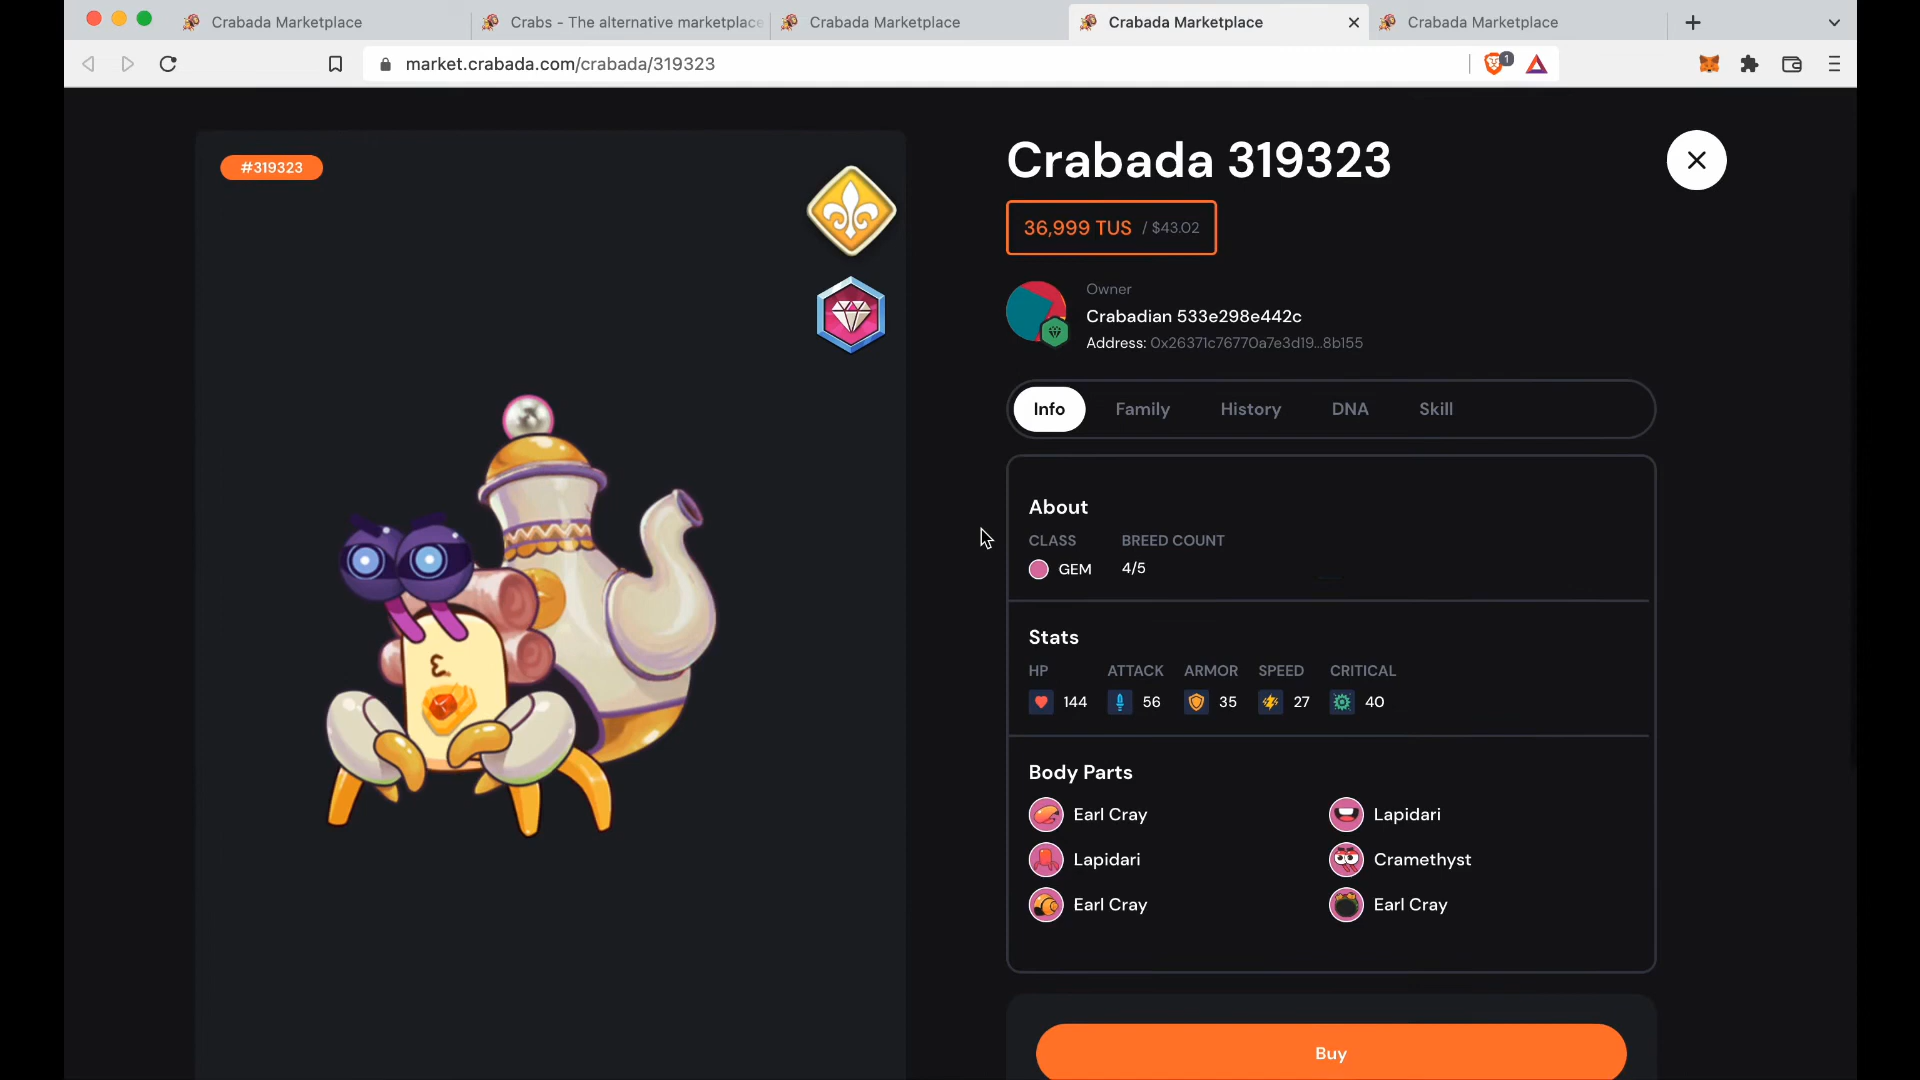 Crabada Marketplace
Crabs - The alternative marketplace
Crabada Marketplace
Crabada Marketplace
Crabada Marketplace
market.crabada.com/crabada/319323
1
#319323
Crabada 319323
36,999 TUS / $43.02
Owner
Crabadian 533e298e442c
Address: 0x26371c76770a7e3d19...8b155
Info Family History DNA Skill
About
CLASS BREED COUNT
GEM 4/5
Stats
HP ATTACK ARMOR SPEED CRITICAL
144 56 35 27 40
Body Parts
Earl Cray Lapidari
Lapidari Cramethyst
Earl Cray Earl Cray
Buy